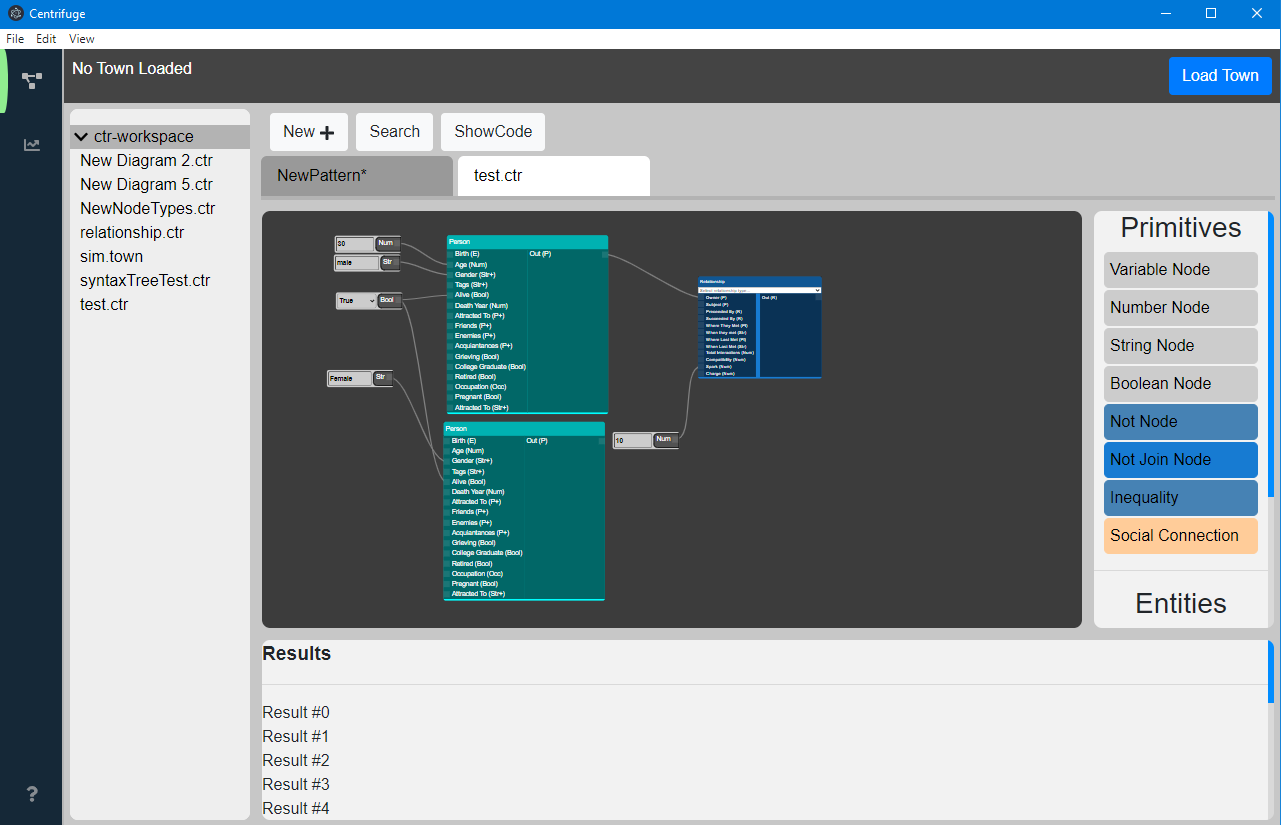 Centrifuge
File Edit View
No Town Loaded
Load Town
ctr-workspace
New Diagram 2.ctr
New Diagram 5.ctr
NewNodeTypes.ctr
relationship.ctr
sim.town
syntaxTreeTest.ctr
test.ctr
New
Search
ShowCode
NewPattern*
test.ctr
30 Num
male Str
True Bool
Female Str
Person
Birth (E) Out (P)
Age (Num)
Gender (Str+)
Tags (Str+)
Alive (Bool)
Death Year (Num)
Attracted To (P+)
Friends (P+)
Enemies (P+)
Acquiantances (P+)
Grieving (Bool)
College Graduate (Bool)
Retired (Bool)
Occupation (Occ)
Pregnant (Bool)
Attracted To (Str+)
Person
Birth (E) Out (P)
Age (Num)
Gender (Str+)
Tags (Str+)
Alive (Bool)
Death Year (Num)
Attracted To (P+)
Friends (P+)
Enemies (P+)
Acquiantances (P+)
Grieving (Bool)
College Graduate (Bool)
Retired (Bool)
Occupation (Occ)
Pregnant (Bool)
Attracted To (Str+)
10 Num
Relationship
Select relationship type...
Owner (P) Out (R)
Subject (P)
Preceeded By (R)
Succeeded By (R)
Where They Met (Pl)
When they met (Str)
Where Last Met (Pl)
When Last Met (Str)
Total Interactions (Num)
Compatibility (Num)
Spark (Num)
Charge (Num)
Primitives
Variable Node
Number Node
String Node
Boolean Node
Not Node
Not Join Node
Inequality
Social Connection
Entities
Results
Result #0
Result #1
Result #2
Result #3
Result #4